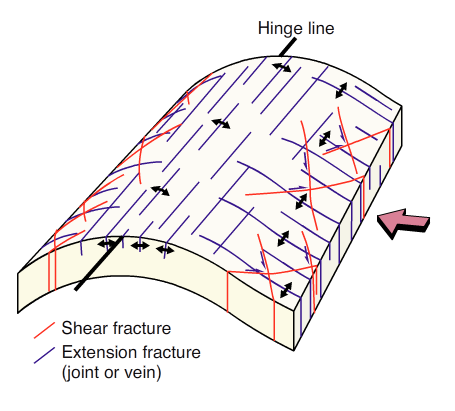 Hinge line
Shear fracture
Extension fracture
(joint or vein)